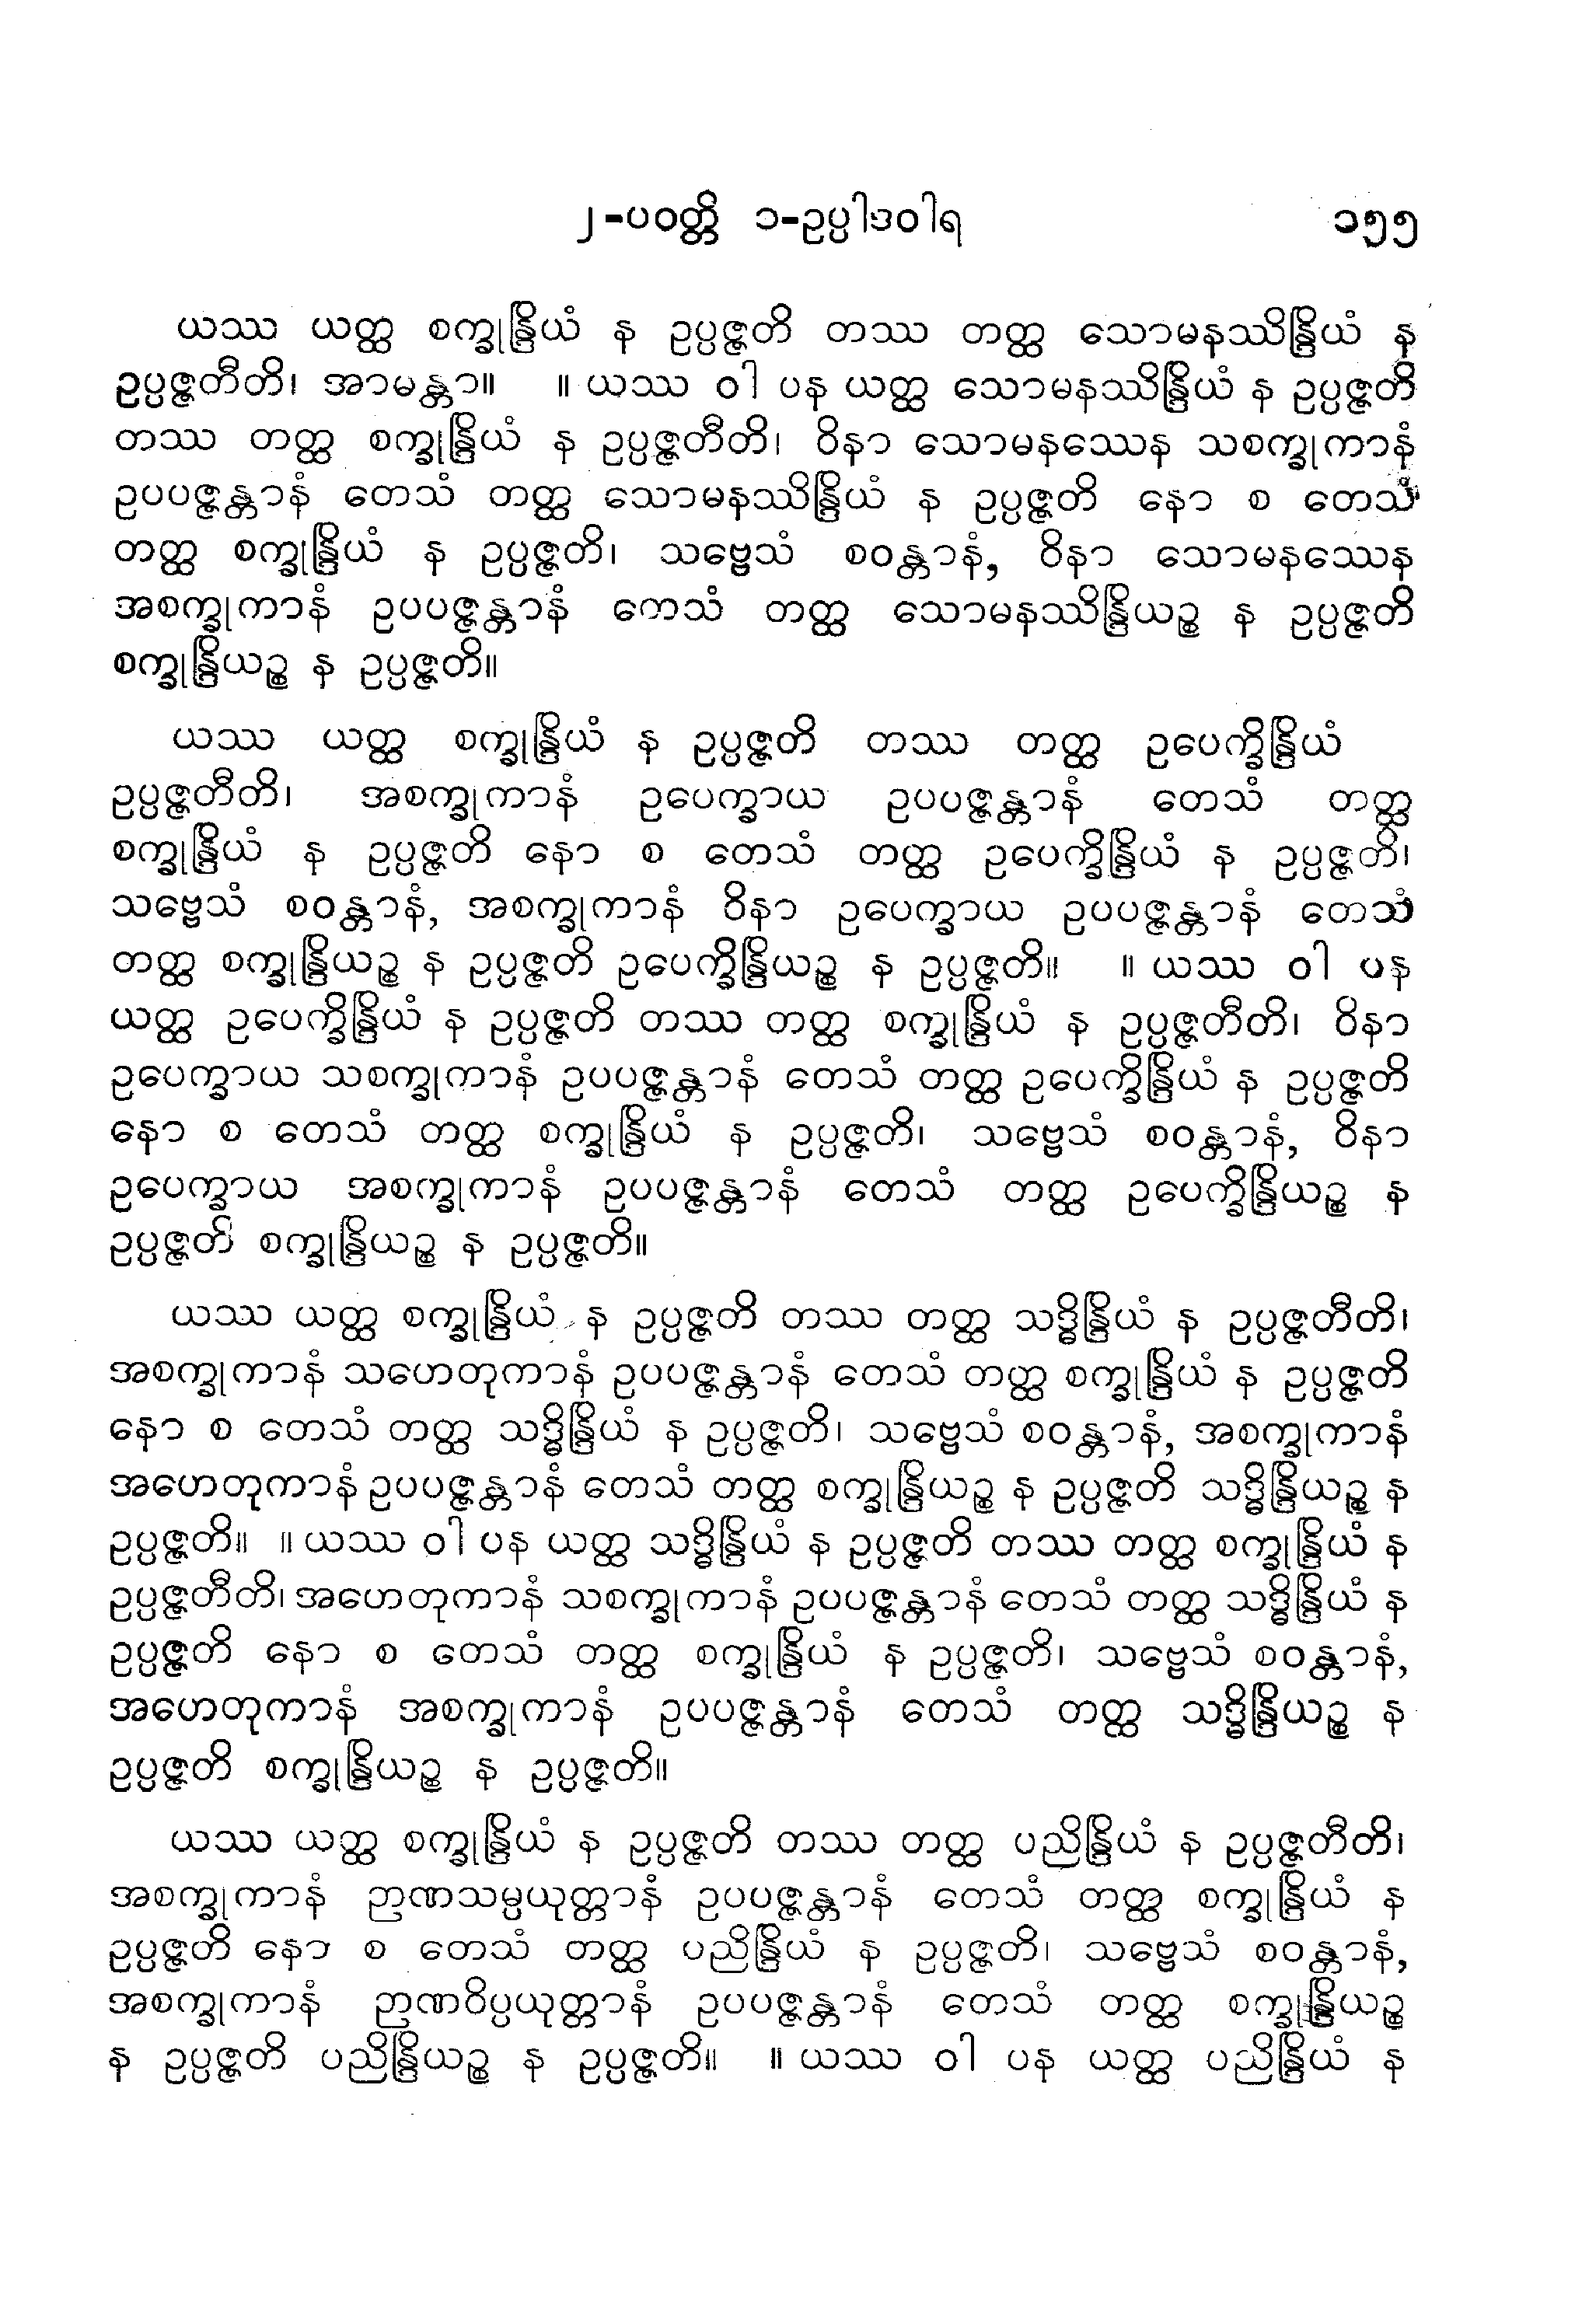 ၂-ပဝတ္တိ ၁-ဥပ္ပါဒဝါရ ၁၅၅
ယဿ ယတ္ထ စက္ခုန္ဒြိယံ န ဥပ္ပဇ္ဇတိ တဿ တတ္ထ သောမနဿိန္ဒြိယံ န
ဥပ္ပဇ္ဇတီတိ၊ အာမန္တာ။ ။ ယဿ ဝါ ပန ယတ္ထ သောမနဿိန္ဒြိယံ န ဥပ္ပဇ္ဇတိ
တဿ တတ္ထ စက္ခုန္ဒြိယံ န ဥပ္ပဇ္ဇတီတိ၊ ဝိနာ သောမနဿေန သစက္ခုကာနံ
ဥပပဇ္ဇန္တာနံ တေသံ တတ္ထ သောမနဿိန္ဒြိယံ န ဥပ္ပဇ္ဇတိ နော စ တေသံ
တတ္ထ စက္ခုန္ဒြိယံ န ဥပ္ပဇ္ဇတိ၊ သဗ္ဗေသံ စဝန္တာနံ, ဝိနာ သောမနဿေန
အစက္ခုကာနံ ဥပပဇ္ဇန္တာနံ ကေသံ တတ္ထ သောမနဿိန္ဒြိယဉ္စ န ဥပ္ပဇ္ဇတိ
စက္ခုန္ဒြိယဉ္စ န ဥပ္ပဇ္ဇတိ။
ယဿ ယတ္ထ စက္ခုန္ဒြိယံ န ဥပ္ပဇ္ဇတိ တဿ တတ္ထ ဥပေက္ခိန္ဒြိယံ
ဥပ္ပဇ္ဇတီတိ၊ အစက္ခုကာနံ ဥပေက္ခာယ ဥပပဇ္ဇန္တာနံ တေသံ တတ္ထ
စက္ခုန္ဒြိယံ န ဥပ္ပဇ္ဇတိ နော စ တေသံ တတ္ထ ဥပေက္ခိန္ဒြိယံ န ဥပ္ပဇ္ဇတိ၊
သဗ္ဗေသံ စဝန္တာနံ, အစက္ခုကာနံ ဝိနာ ဥပေက္ခာယ ဥပပဇ္ဇန္တာနံ တေသံ
တတ္ထ စက္ခုန္ဒြိယဉ္စ န ဥပ္ပဇ္ဇတိ ဥပေက္ခိန္ဒြိယဉ္စ န ဥပ္ပဇ္ဇတိ။ ။ ယဿ ဝါ ပန
ယတ္ထ ဥပေက္ခိန္ဒြိယံ န ဥပ္ပဇ္ဇတိ တဿ တတ္ထ စက္ခုန္ဒြိယံ န ဥပ္ပဇ္ဇတီတိ၊ ဝိနာ
ဥပေက္ခာယ သစက္ခုကာနံ ဥပပဇ္ဇန္တာနံ တေသံ တတ္ထ ဥပေက္ခိန္ဒြိယံ န ဥပ္ပဇ္ဇတိ
နော စ တေသံ တတ္ထ စက္ခုန္ဒြိယံ န ဥပ္ပဇ္ဇတိ၊ သဗ္ဗေသံ စဝန္တာနံ, ဝိနာ
ဥပေက္ခာယ အစက္ခုကာနံ ဥပပဇ္ဇန္တာနံ တေသံ တတ္ထ ဥပေက္ခိန္ဒြိယဉ္စ န
ဥပ္ပဇ္ဇတိ စက္ခုန္ဒြိယဉ္စ န ဥပ္ပဇ္ဇတိ။
ယဿ ယတ္ထ စက္ခုန္ဒြိယံ န ဥပ္ပဇ္ဇတိ တဿ တတ္ထ သဒ္ဓိန္ဒြိယံ န ဥပ္ပဇ္ဇတီတိ၊
အစက္ခုကာနံ သဟေတုကာနံ ဥပပဇ္ဇန္တာနံ တေသံ တတ္ထ စက္ခုန္ဒြိယံ န ဥပ္ပဇ္ဇတိ
နော စ တေသံ တတ္ထ သဒ္ဓိန္ဒြိယံ န ဥပ္ပဇ္ဇတိ၊ သဗ္ဗေသံ စဝန္တာနံ, အစက္ခုကာနံ
အဟေတုကာနံ ဥပပဇ္ဇန္တာနံ တေသံ တတ္ထ စက္ခုန္ဒြိယဉ္စ န ဥပ္ပဇ္ဇတိ သဒ္ဓိန္ဒြိယဉ္စ န
ဥပ္ပဇ္ဇတိ။ ။ ယဿ ဝါ ပန ယတ္ထ သဒ္ဓိန္ဒြိယံ န ဥပ္ပဇ္ဇတိ တဿ တတ္ထ စက္ခုန္ဒြိယံ န
ဥပ္ပဇ္ဇတီတိ၊ အဟေတုကာနံ သစက္ခုကာနံ ဥပပဇ္ဇန္တာနံ တေသံ တတ္ထ သဒ္ဓိန္ဒြိယံ န
ဥပ္ပဇ္ဇတိ နော စ တေသံ တတ္ထ စက္ခုန္ဒြိယံ န ဥပ္ပဇ္ဇတိ၊ သဗ္ဗေသံ စဝန္တာနံ,
အဟေတုကာနံ အစက္ခုကာနံ ဥပပဇ္ဇန္တာနံ တေသံ တတ္ထ သဒ္ဓိန္ဒြိယဉ္စ န
ဥပ္ပဇ္ဇတိ စက္ခုန္ဒြိယဉ္စ န ဥပ္ပဇ္ဇတိ။
ယဿ ယတ္ထ စက္ခုန္ဒြိယံ န ဥပ္ပဇ္ဇတိ တဿ တတ္ထ ပညိန္ဒြိယံ န ဥပ္ပဇ္ဇတီတိ၊
အစက္ခုကာနံ ဉာဏသမ္ပယုတ္တာနံ ဥပပဇ္ဇန္တာနံ တေသံ တတ္ထ စက္ခုန္ဒြိယံ န
ဥပ္ပဇ္ဇတိ နော စ တေသံ တတ္ထ ပညိန္ဒြိယံ န ဥပ္ပဇ္ဇတိ၊ သဗ္ဗေသံ စဝန္တာနံ,
အစက္ခုကာနံ ဉာဏဝိပ္ပယုတ္တာနံ ဥပပဇ္ဇန္တာနံ တေသံ တတ္ထ စက္ခုန္ဒြိယဉ္စ
န ဥပ္ပဇ္ဇတိ ပညိန္ဒြိယဉ္စ န ဥပ္ပဇ္ဇတိ။ ။ ယဿ ဝါ ပန ယတ္ထ ပညိန္ဒြိယံ န